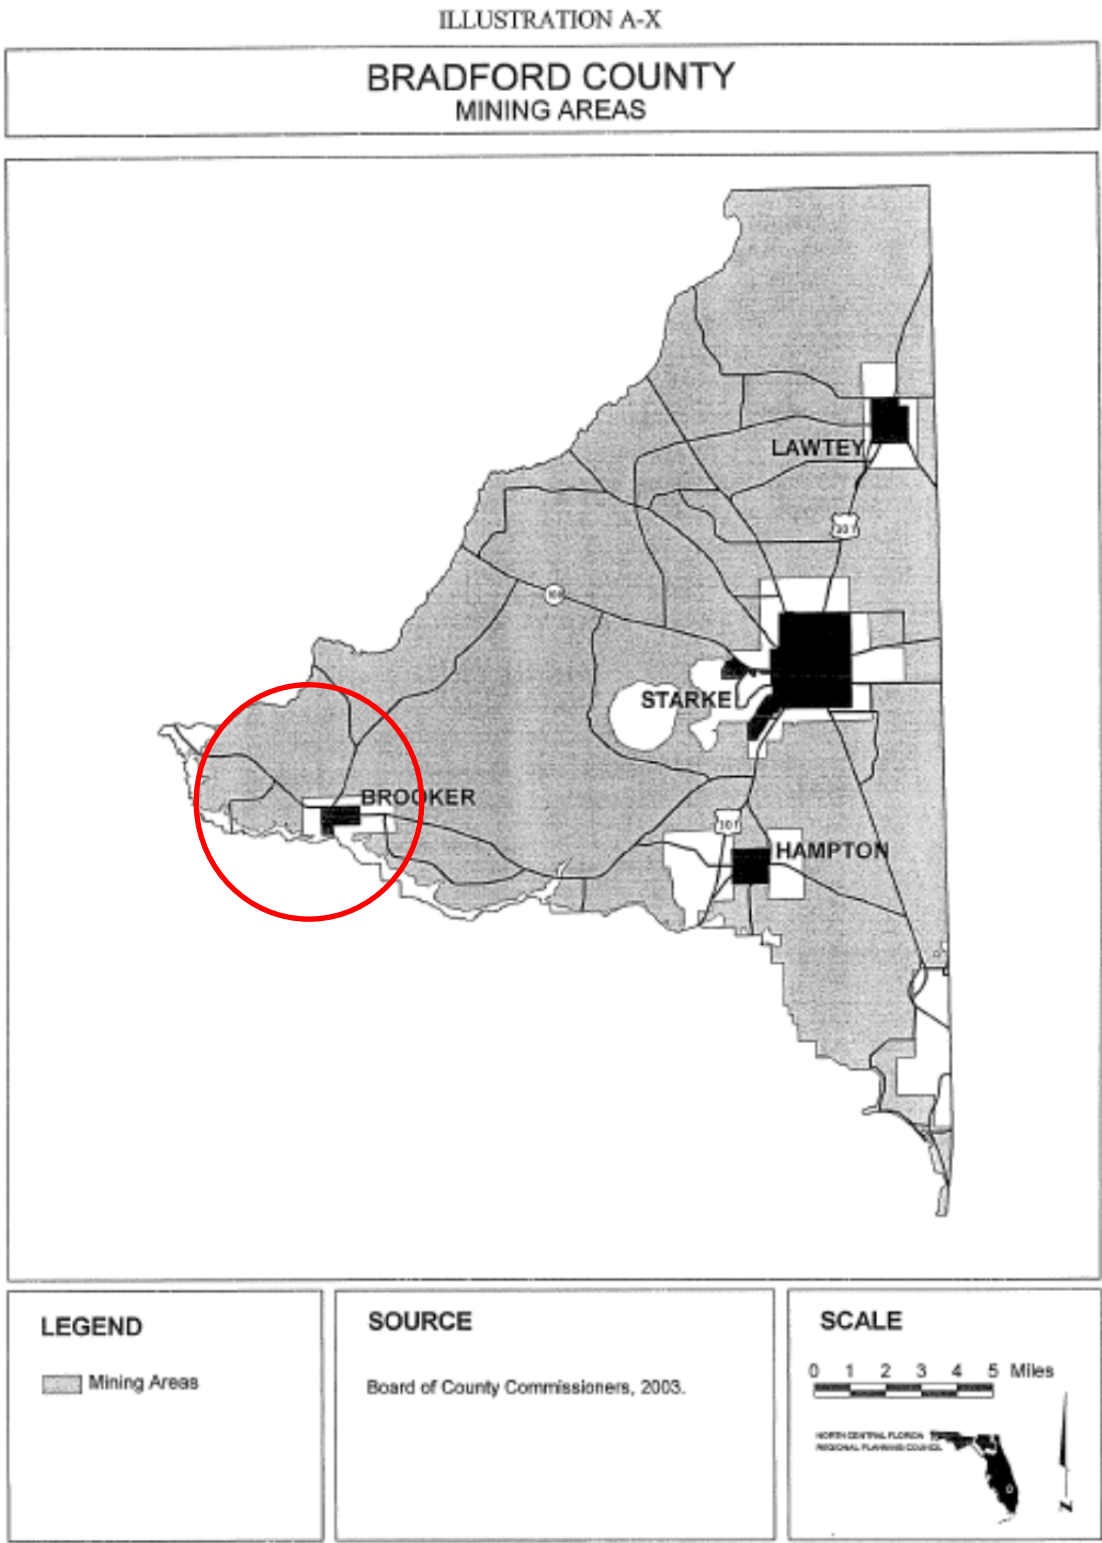 ILLUSTRATION A-X
BRADFORD COUNTY
MINING AREAS
LAWTEY
301
STARKE
BROOKER
301
HAMPTON
LEGEND
Mining Areas
SOURCE
Board of County Commissioners, 2003.
SCALE
0 1 2 3 4 5 Miles
NORTH CENTRAL FLORIDA
REGIONAL PLANNING COUNCIL
N